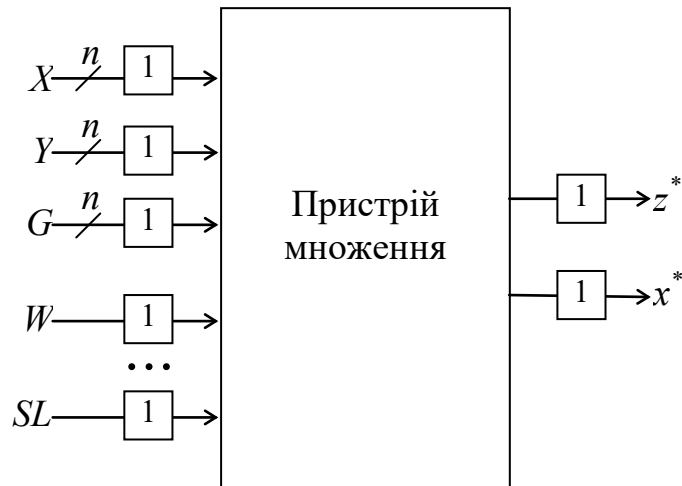 n
X 1
n
Y 1
n
G 1
W 1
...
SL 1
Пристрій
множення
1 z*
1 x*